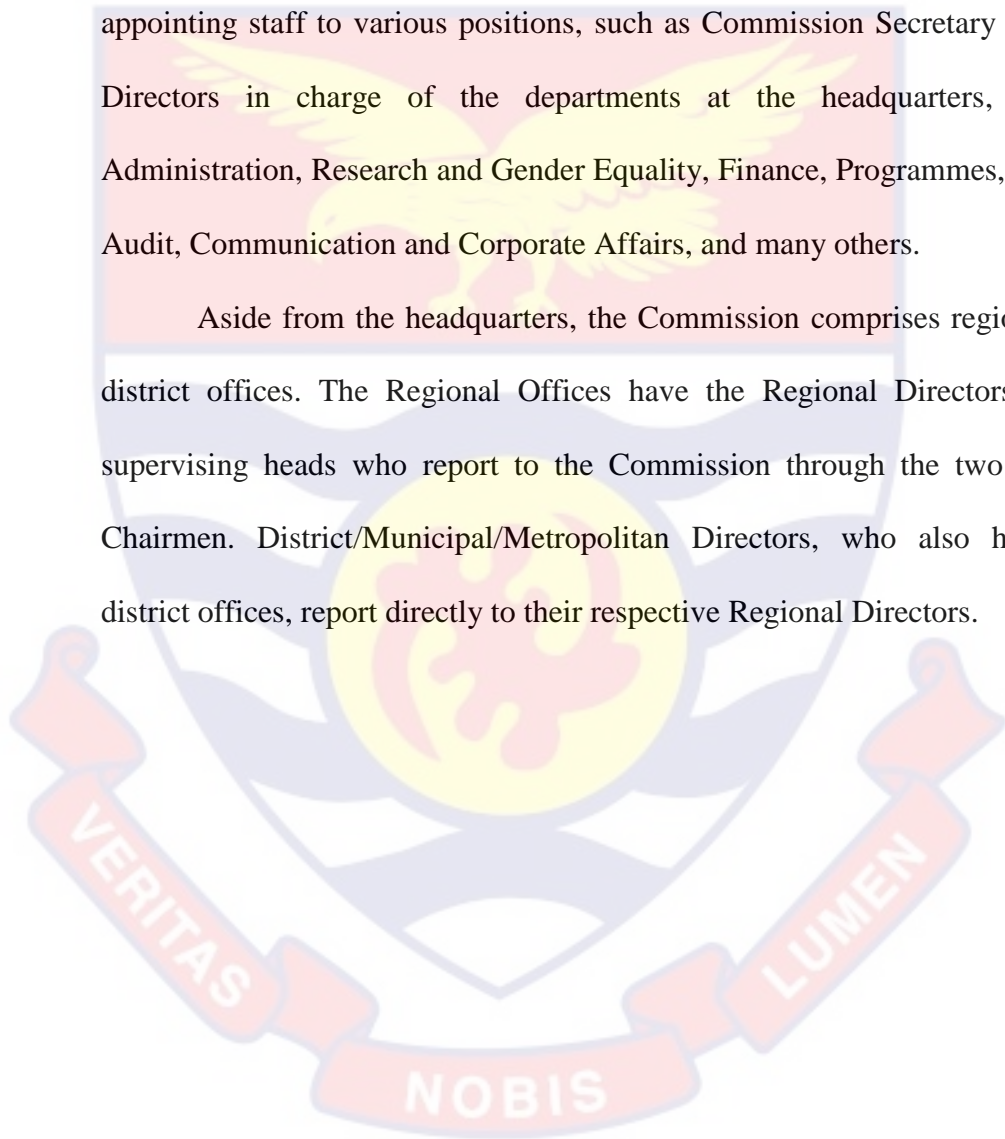 appointing staff to various positions, such as Commission Secretary
Directors in charge of the departments at the headquarters,
Administration, Research and Gender Equality, Finance, Programmes,
Audit, Communication and Corporate Affairs, and many others.
Aside from the headquarters, the Commission comprises
district offices. The Regional Offices have the Regional Directors
supervising heads who report to the Commission through the two
Chairmen. District/Municipal/Metropolitan Directors, who also
district offices, report directly to their respective Regional Directors.
VERITAS
NOBIS
LUMEN